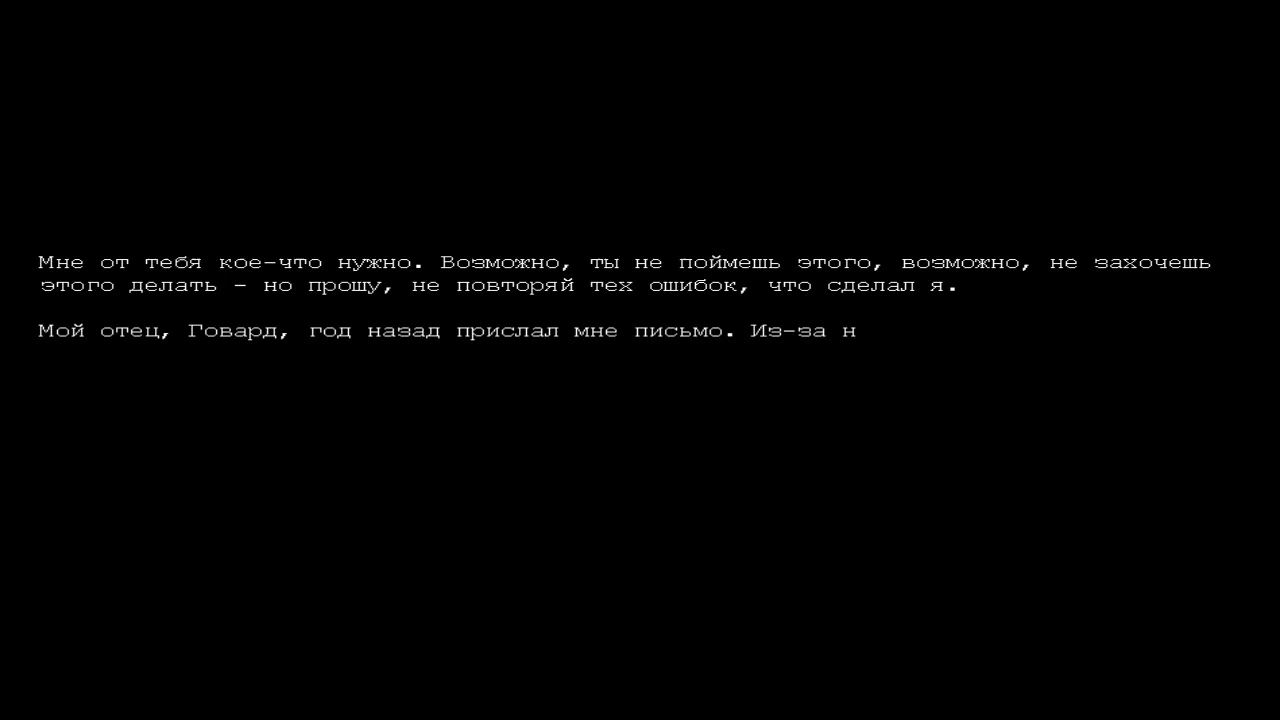 Мне от тебя кое-что нужно. Возможно, ты не поймешь этого, возможно, не захочешь
этого делать - но прошу, не повторяй тех ошибок, что сделал я.
Мой отец, Говард, год назад прислал мне письмо. Из-за н